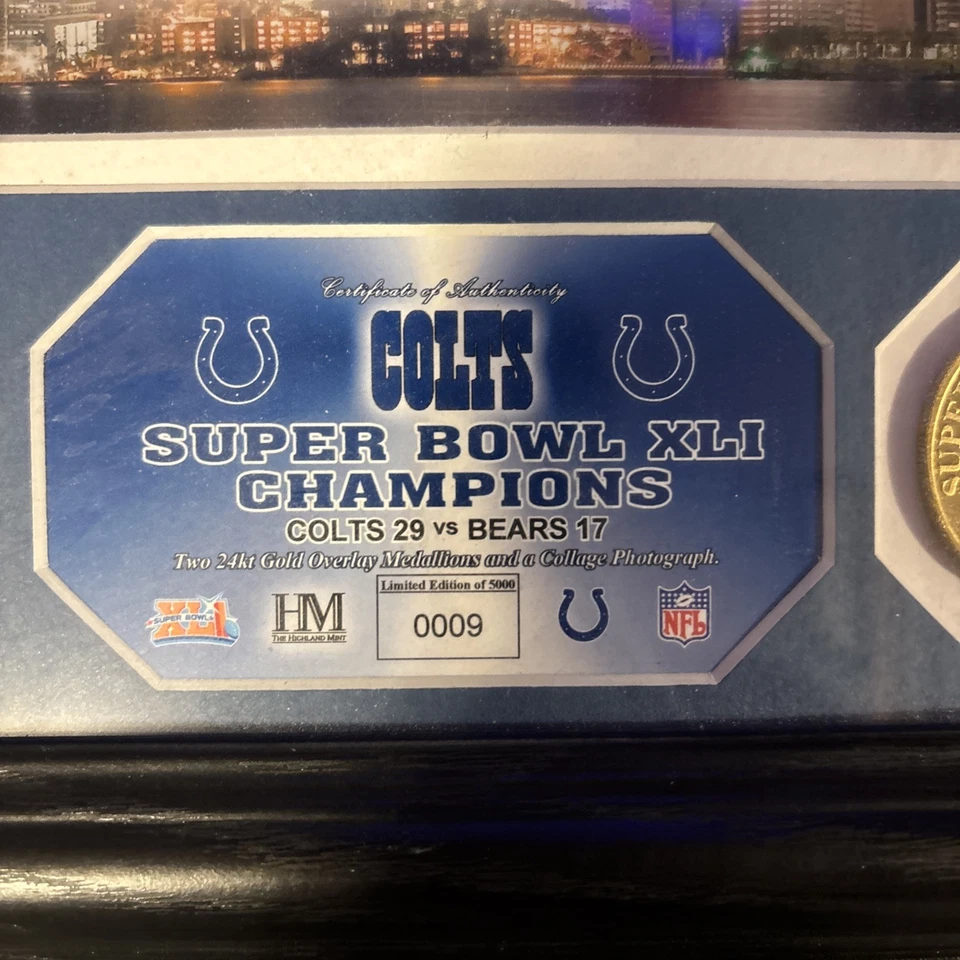 Certificate of Authenticity
COLTS
SUPER BOWL XLI
CHAMPIONS
COLTS 29 vs BEARS 17
Two 24kt Gold Overlay Medallions and a Collage Photograph.
Limited Edition of 5000
0009
SUPER BOWL
XLI
HM
THE HIGHLAND MINT
NFL
SUPE